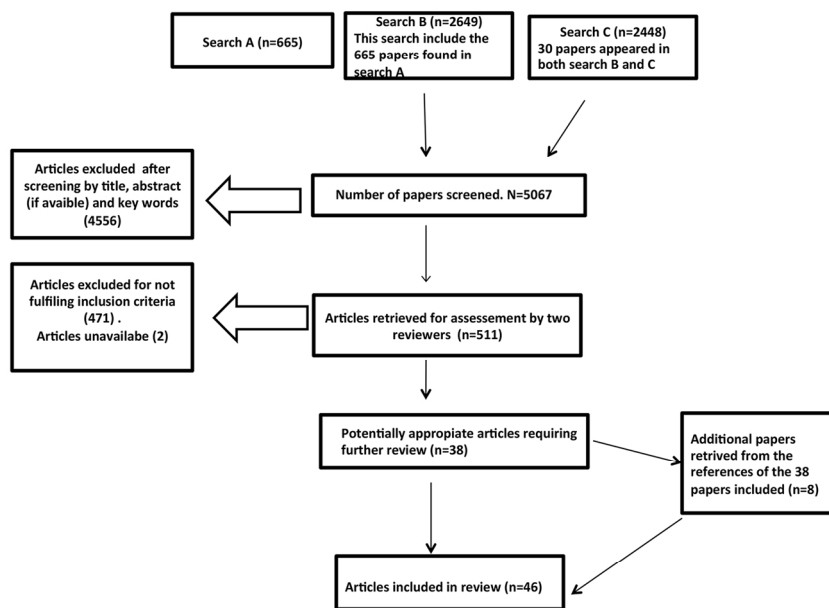 Search A (n=665)
Search B (n=2649)
This search include the
665 papers found in
search A
Search C (n=2448)
30 papers appeared in
both search B and C
Articles excluded after
screening by title, abstract
(if avaible) and key words
(4556)
Number of papers screened. N=5067
Articles excluded for not
fulfiling inclusion criteria
(471) .
Articles unavailabe (2)
Articles retrieved for assessement by two
reviewers (n=511)
Potentially appropiate articles requiring
further review (n=38)
Additional papers
retrived from the
references of the 38
papers included (n=8)
Articles included in review (n=46)